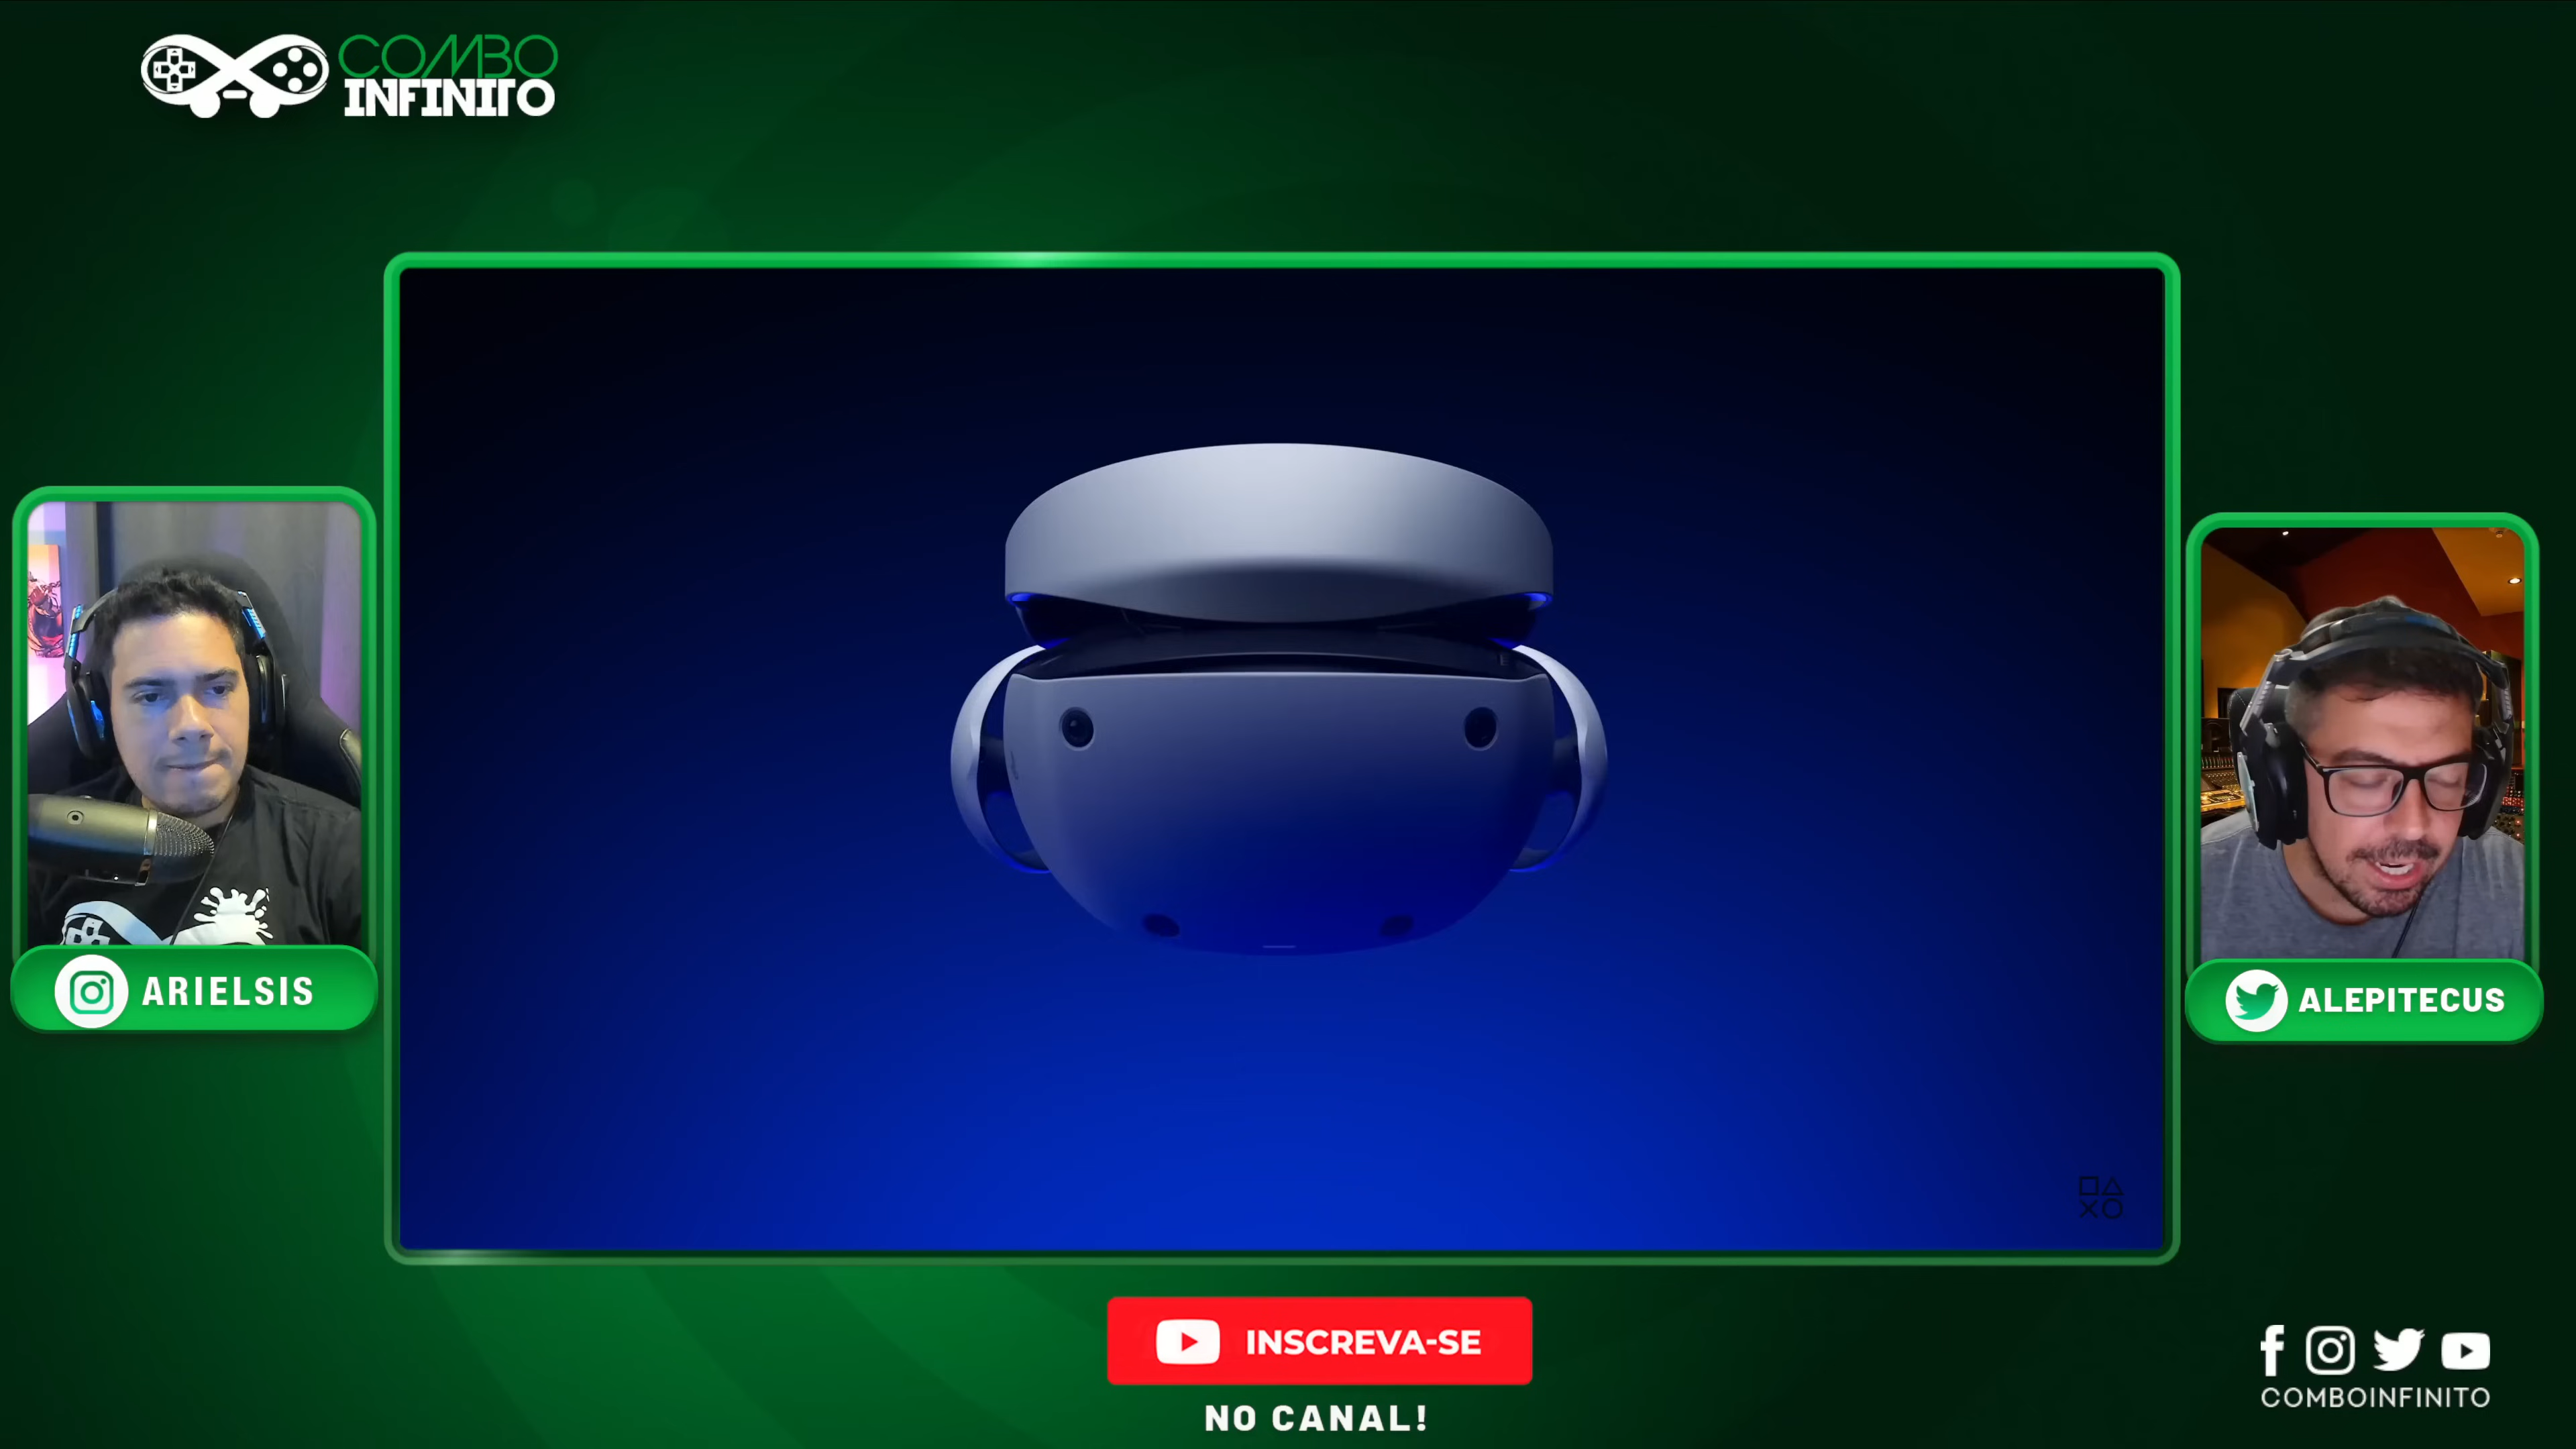 COMBO
INFINITO
ARIELSIS
ALEPITECUS
INSCREVA-SE
NO CANAL!
COMBOINFINITO